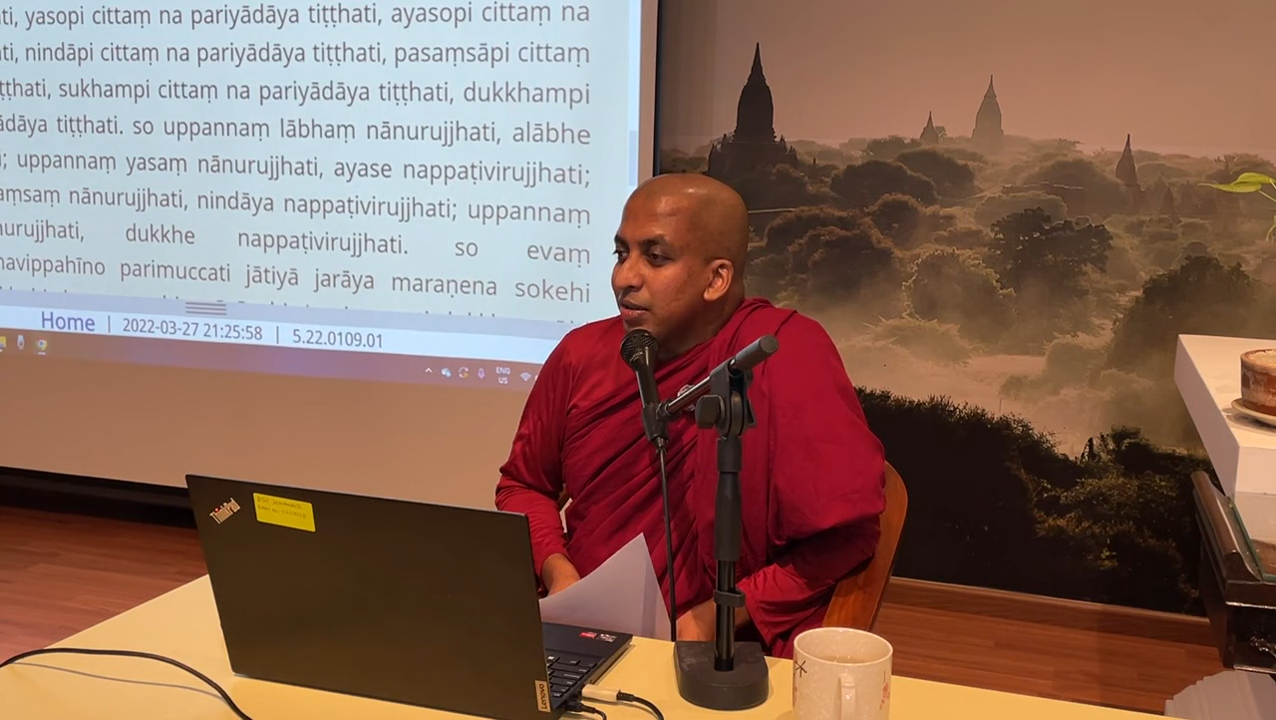 ti, yasopi cittaṃ na pariyādāya tiṭṭhati, ayasopi cittaṃ na
ti, nindāpi cittaṃ na pariyādāya tiṭṭhati, pasaṃsāpi cittaṃ
ṭṭhati, sukhampi cittaṃ na pariyādāya tiṭṭhati, dukkhampi
ādāya tiṭṭhati. so uppannaṃ lābhaṃ nānurujjhati, alābhe
i; uppannaṃ yasaṃ nānurujjhati, ayase nappaṭivirujjhati;
aṃsaṃ nānurujjhati, nindāya nappaṭivirujjhati; uppannaṃ
nurujjhati, dukkhe nappaṭivirujjhati. so evaṃ
havippahīno parimuccati jātiyā jarāya maraṇena sokehi
Home | 2022-03-27 21:25:58 | 5.22.0109.01
ENG
US
ThinkPad
Lenovo